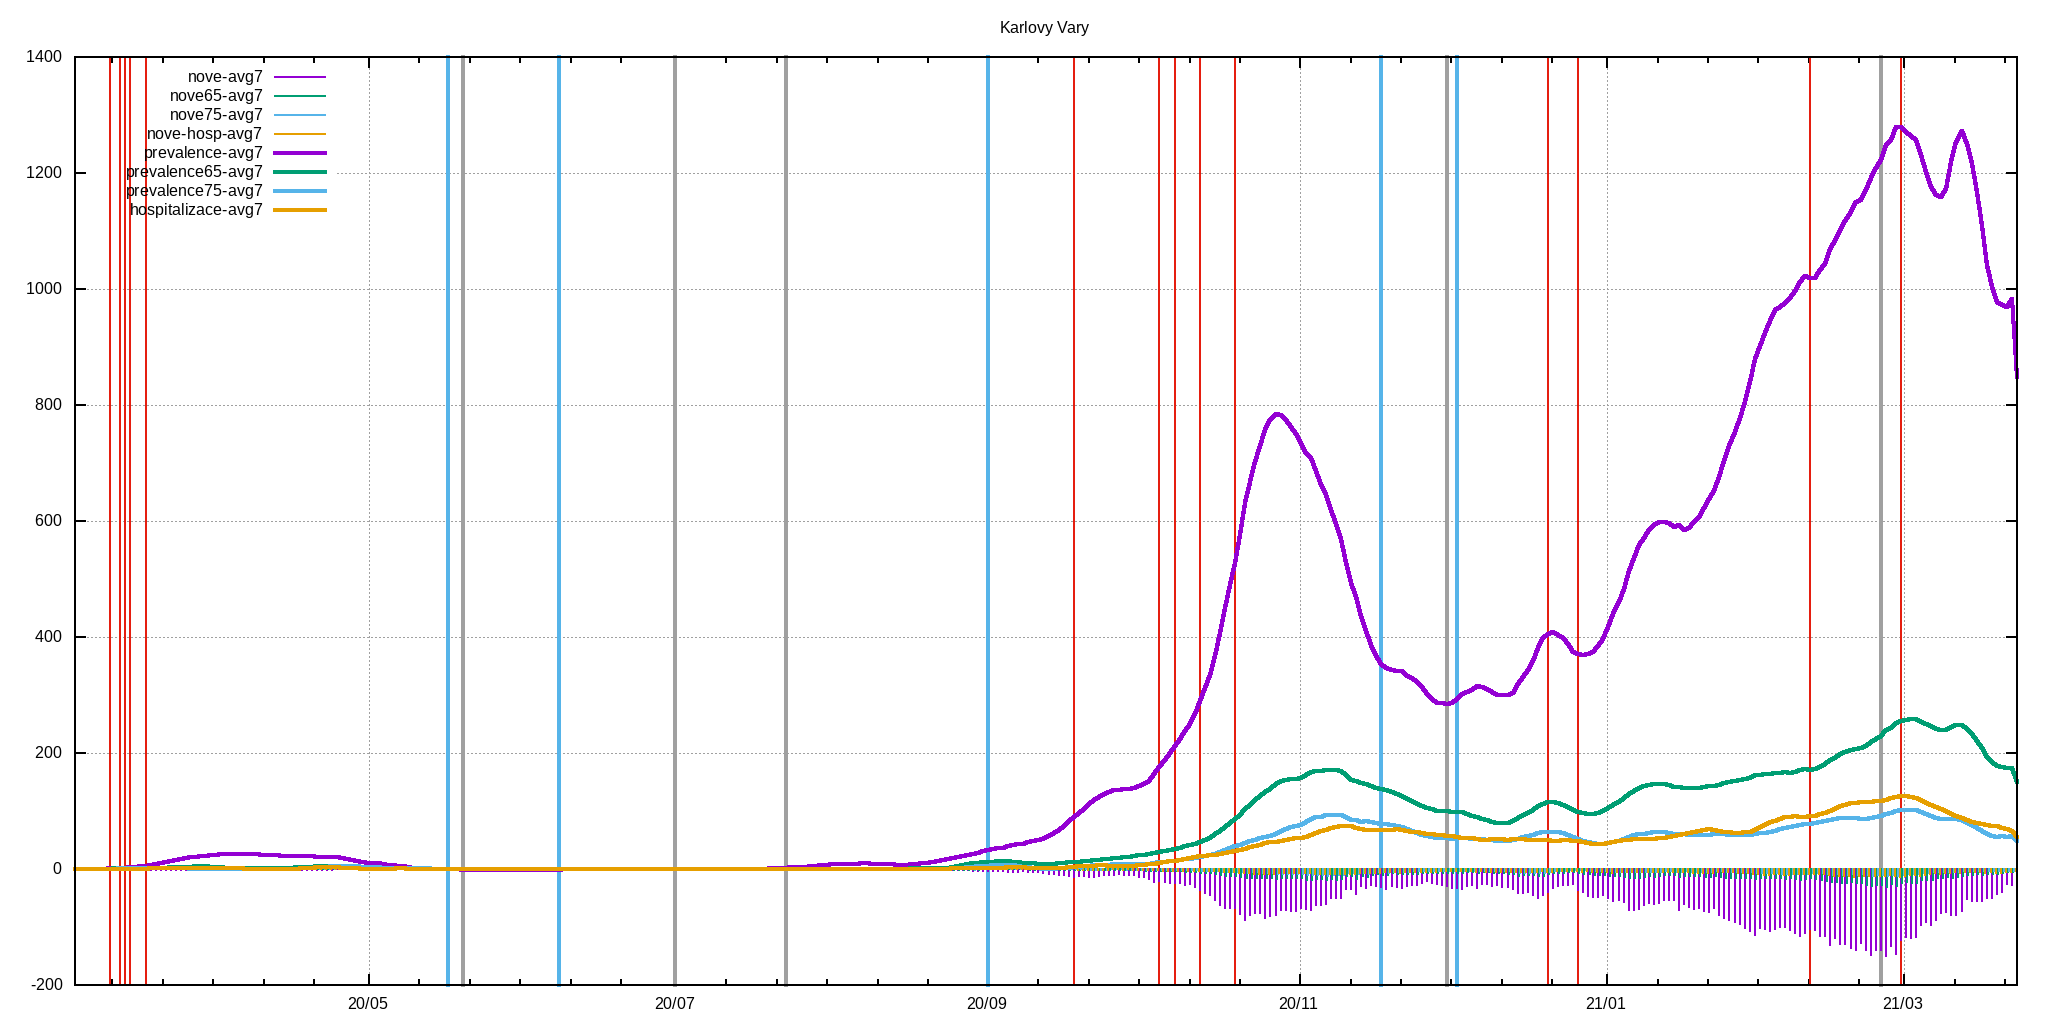 Karlovy Vary
1400
1200
1000
800
600
400
200
0
-200
nove-avg7
nove65-avg7
nove75-avg7
nove-hosp-avg7
prevalence-avg7
prevalence65-avg7
prevalence75-avg7
hospitalizace-avg7
20/05
20/07
20/09
20/11
21/01
21/03